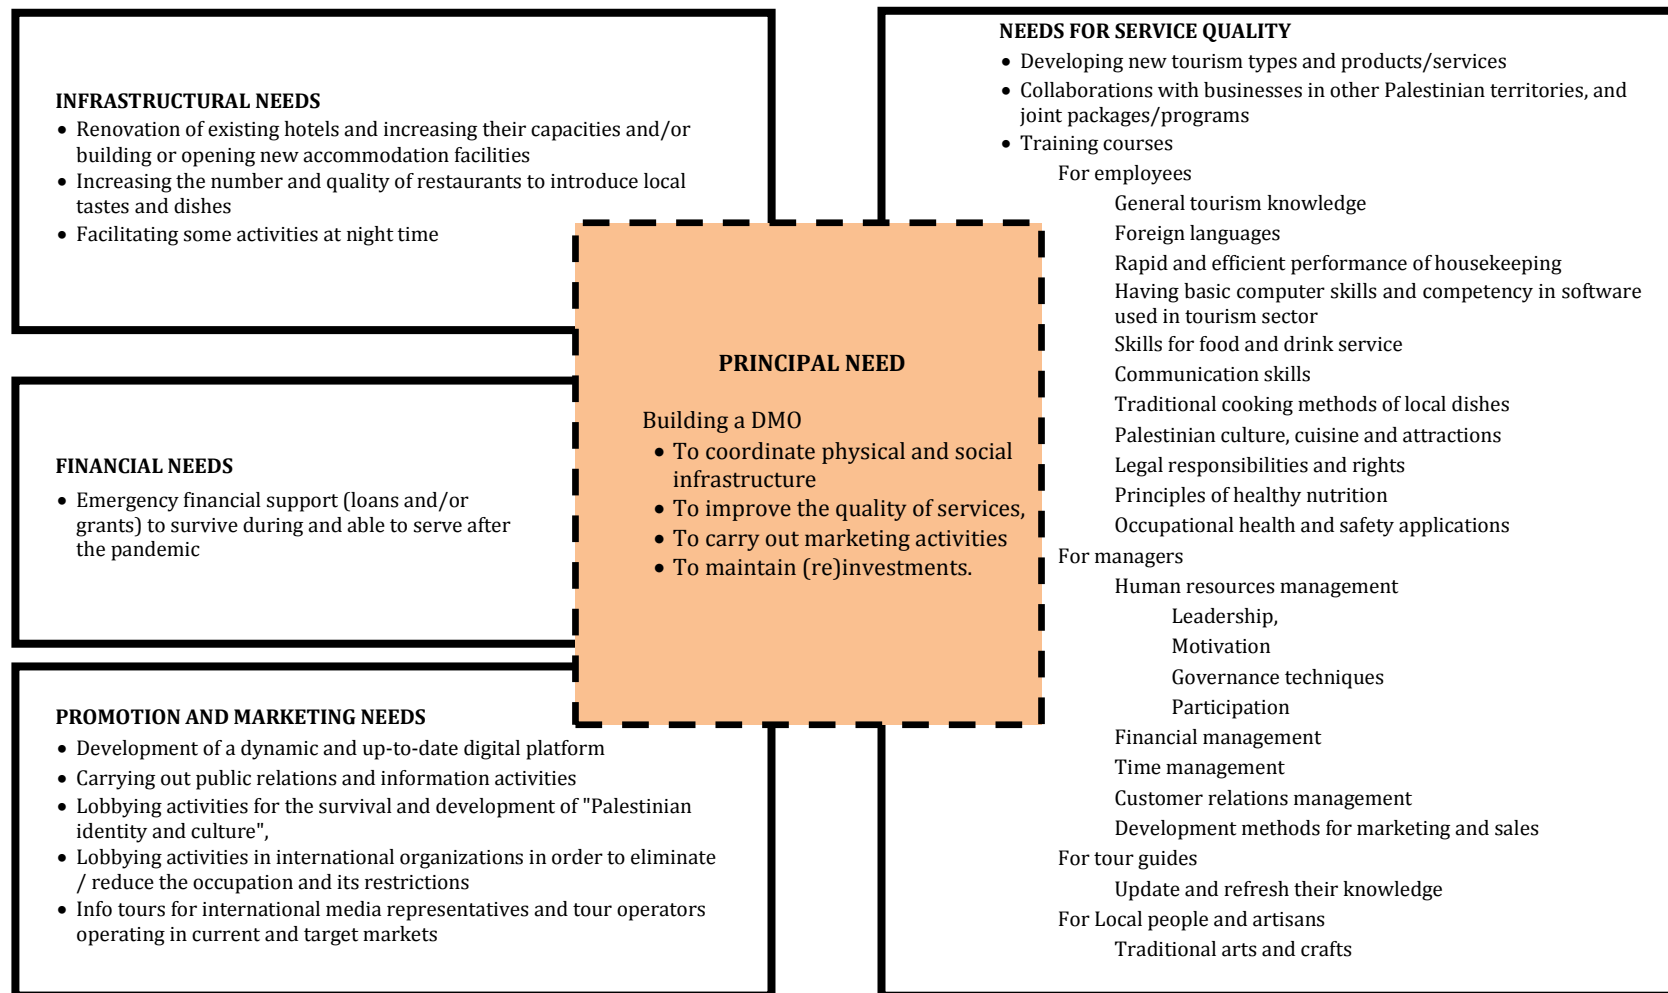 INFRASTRUCTURAL NEEDS
• Renovation of existing hotels and increasing their capacities and/or
building or opening new accommodation facilities
• Increasing the number and quality of restaurants to introduce local
tastes and dishes
• Facilitating some activities at night time
FINANCIAL NEEDS
• Emergency financial support (loans and/or
grants) to survive during and able to serve after
the pandemic
PROMOTION AND MARKETING NEEDS
• Development of a dynamic and up-to-date digital platform
• Carrying out public relations and information activities
• Lobbying activities for the survival and development of "Palestinian
identity and culture",
• Lobbying activities in international organizations in order to eliminate
/ reduce the occupation and its restrictions
• Info tours for international media representatives and tour operators
operating in current and target markets
PRINCIPAL NEED
Building a DMO
• To coordinate physical and social
infrastructure
• To improve the quality of services,
• To carry out marketing activities
• To maintain (re)investments.
NEEDS FOR SERVICE QUALITY
• Developing new tourism types and products/services
• Collaborations with businesses in other Palestinian territories, and
joint packages/programs
• Training courses
For employees
General tourism knowledge
Foreign languages
Rapid and efficient performance of housekeeping
Having basic computer skills and competency in software
used in tourism sector
Skills for food and drink service
Communication skills
Traditional cooking methods of local dishes
Palestinian culture, cuisine and attractions
Legal responsibilities and rights
Principles of healthy nutrition
Occupational health and safety applications
For managers
Human resources management
Leadership,
Motivation
Governance techniques
Participation
Financial management
Time management
Customer relations management
Development methods for marketing and sales
For tour guides
Update and refresh their knowledge
For Local people and artisans
Traditional arts and crafts